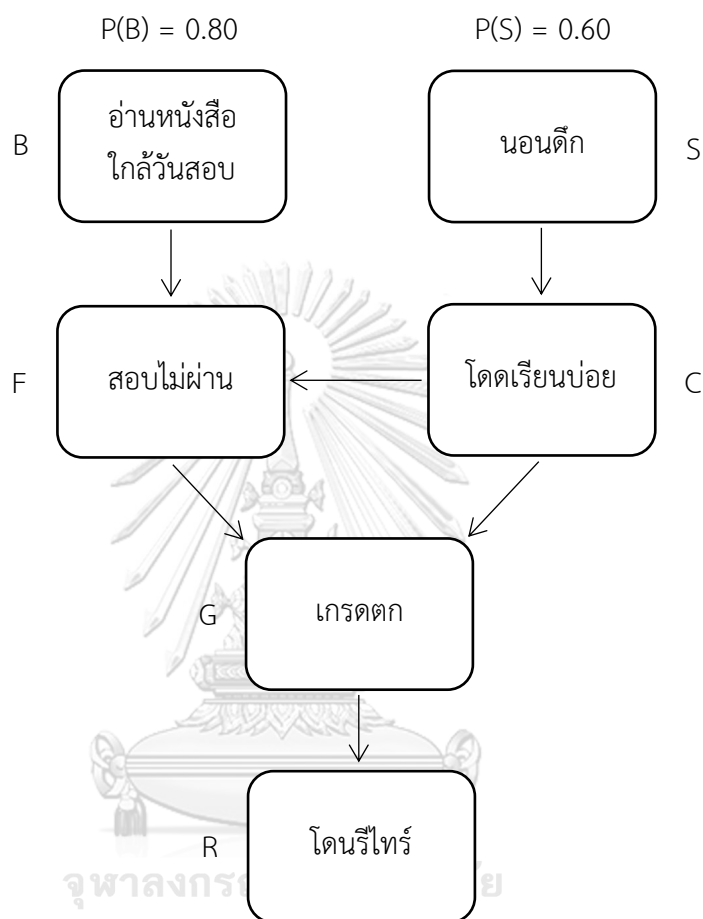 P(B) = 0.80
P(S) = 0.60
B
อ่านหนังสือ
ใกล้วันสอบ
นอนดึก
S
F
สอบไม่ผ่าน
โดดเรียนบ่อย
C
G
เกรดตก
R
โดนรีไทร์